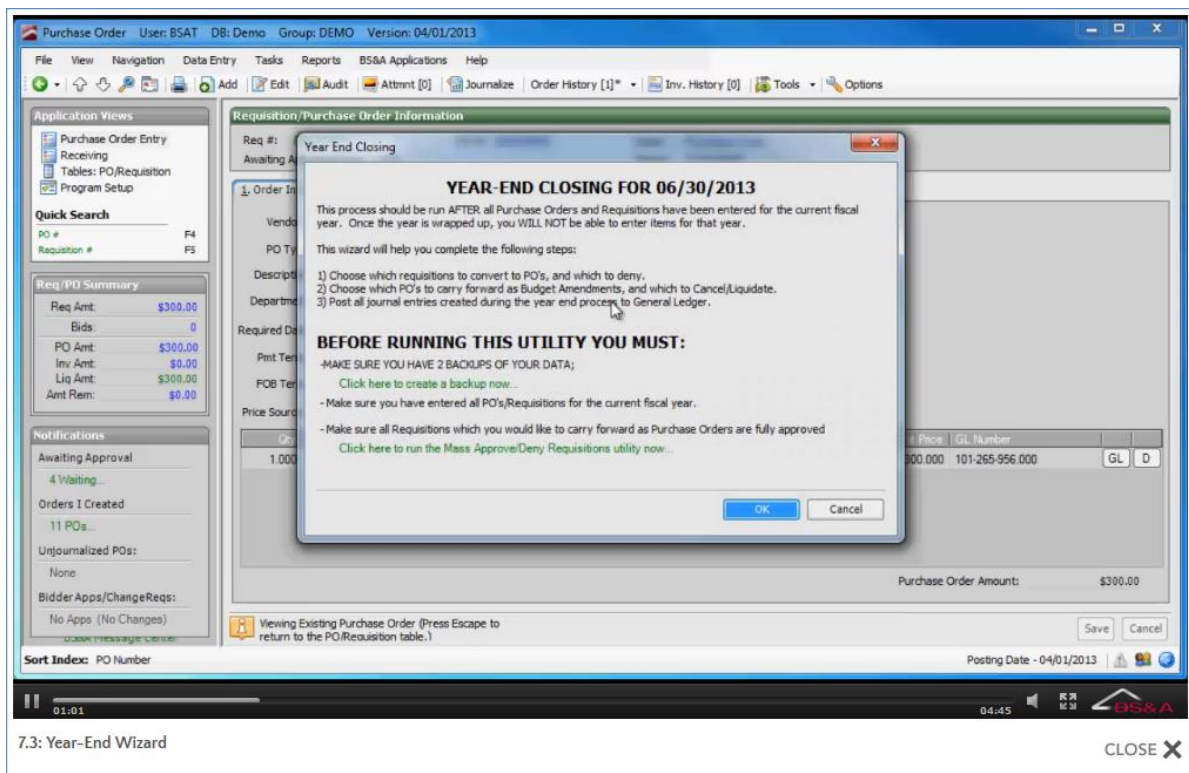 Purchase Order User: BSAT DB: Demo Group: DEMO Version: 04/01/2013
File View Navigation Data Entry Tasks Reports BS&A Applications Help
Add Edit Audit Attmnt [0] Journalize Order History [1]* Inv. History [0] Tools Options
Application Views
Purchase Order Entry
Receiving
Tables: PO/Requisition
Program Setup
Quick Search
PO # F4
Requisition # F5
Req/PO Summary
Req Amt: $300.00
Bids: 0
PO Amt: $300.00
Inv Amt: $0.00
Liq Amt: $300.00
Amt Rem: $0.00
Notifications
Awaiting Approval
4 Waiting...
Orders I Created
11 POs...
Unjournalized POs:
None
Bidder Apps/ChangeReqs:
No Apps (No Changes)
BS&A Message Center
Requisition/Purchase Order Information
Req #:
Awaiting A
1. Order In
Vendo
PO Ty
Descripti
Departme
Required Da
Pmt Ten
FOB Ter
Price Sourc
Year End Closing
YEAR-END CLOSING FOR 06/30/2013
This process should be run AFTER all Purchase Orders and Requisitions have been entered for the current fiscal
year. Once the year is wrapped up, you WILL NOT be able to enter items for that year.
This wizard will help you complete the following steps:
1) Choose which requisitions to convert to PO's, and which to deny.
2) Choose which PO's to carry forward as Budget Amendments, and which to Cancel/Liquidate.
3) Post all journal entries created during the year end process to General Ledger.
BEFORE RUNNING THIS UTILITY YOU MUST:
-MAKE SURE YOU HAVE 2 BACKUPS OF YOUR DATA;
Click here to create a backup now...
- Make sure you have entered all PO's/Requisitions for the current fiscal year.
- Make sure all Requisitions which you would like to carry forward as Purchase Orders are fully approved
Click here to run the Mass Approve/Deny Requisitions utility now...
OK Cancel
Qty t Price GL Number
1.000 300.000 101-265-956.000 GL D
Purchase Order Amount: $300.00
Viewing Existing Purchase Order (Press Escape to
return to the PO/Requisition table.)
Save Cancel
Sort Index: PO Number Posting Date - 04/01/2013
01:01 04:45 BS&A
7.3: Year-End Wizard CLOSE